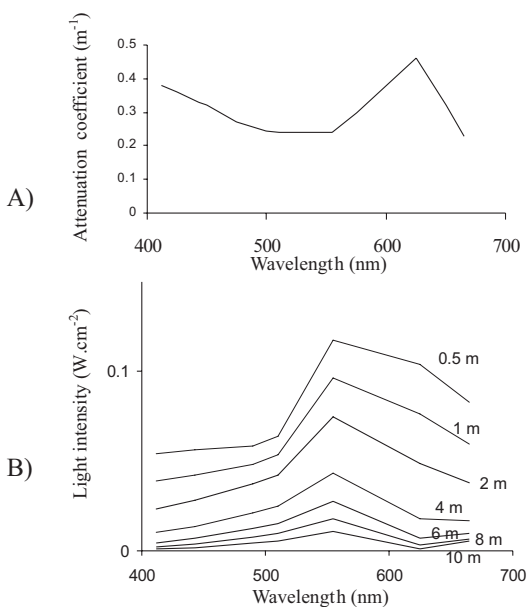 A)
Attenuation coefficient (m-1)
0.5
0.4
0.3
0.2
0.1
0
400 500 600 700
Wavelength (nm)
B)
Light intensity (W.cm-2)
0.1
0
0.5 m
1 m
2 m
4 m
6 m
8 m
10 m
400 500 600 700
Wavelength (nm)